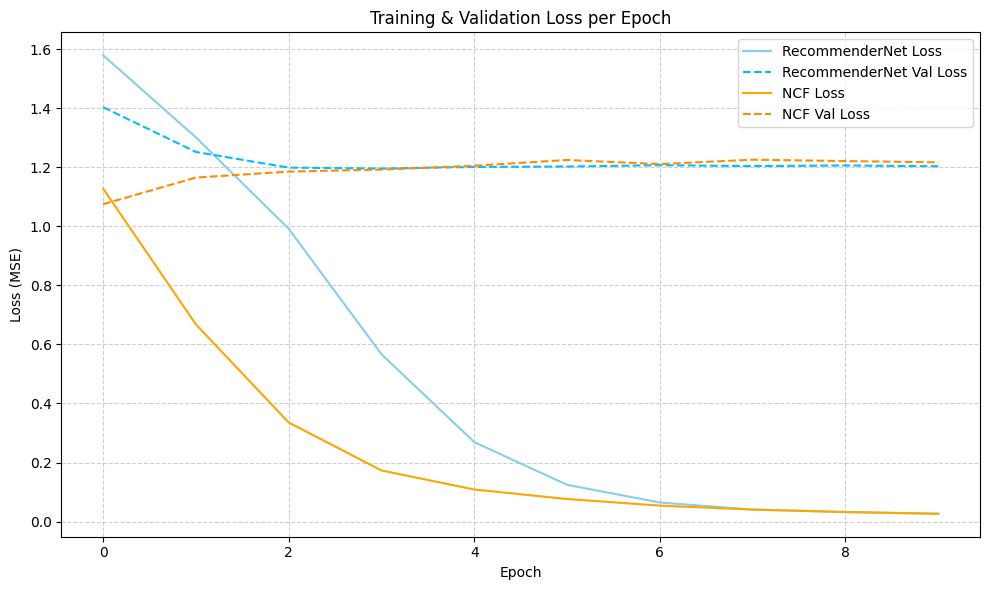 Training & Validation Loss per Epoch
RecommenderNet Loss
RecommenderNet Val Loss
NCF Loss
NCF Val Loss
Loss (MSE)
1.6
1.4
1.2
1.0
0.8
0.6
0.4
0.2
0.0
0 2 4 6 8
Epoch